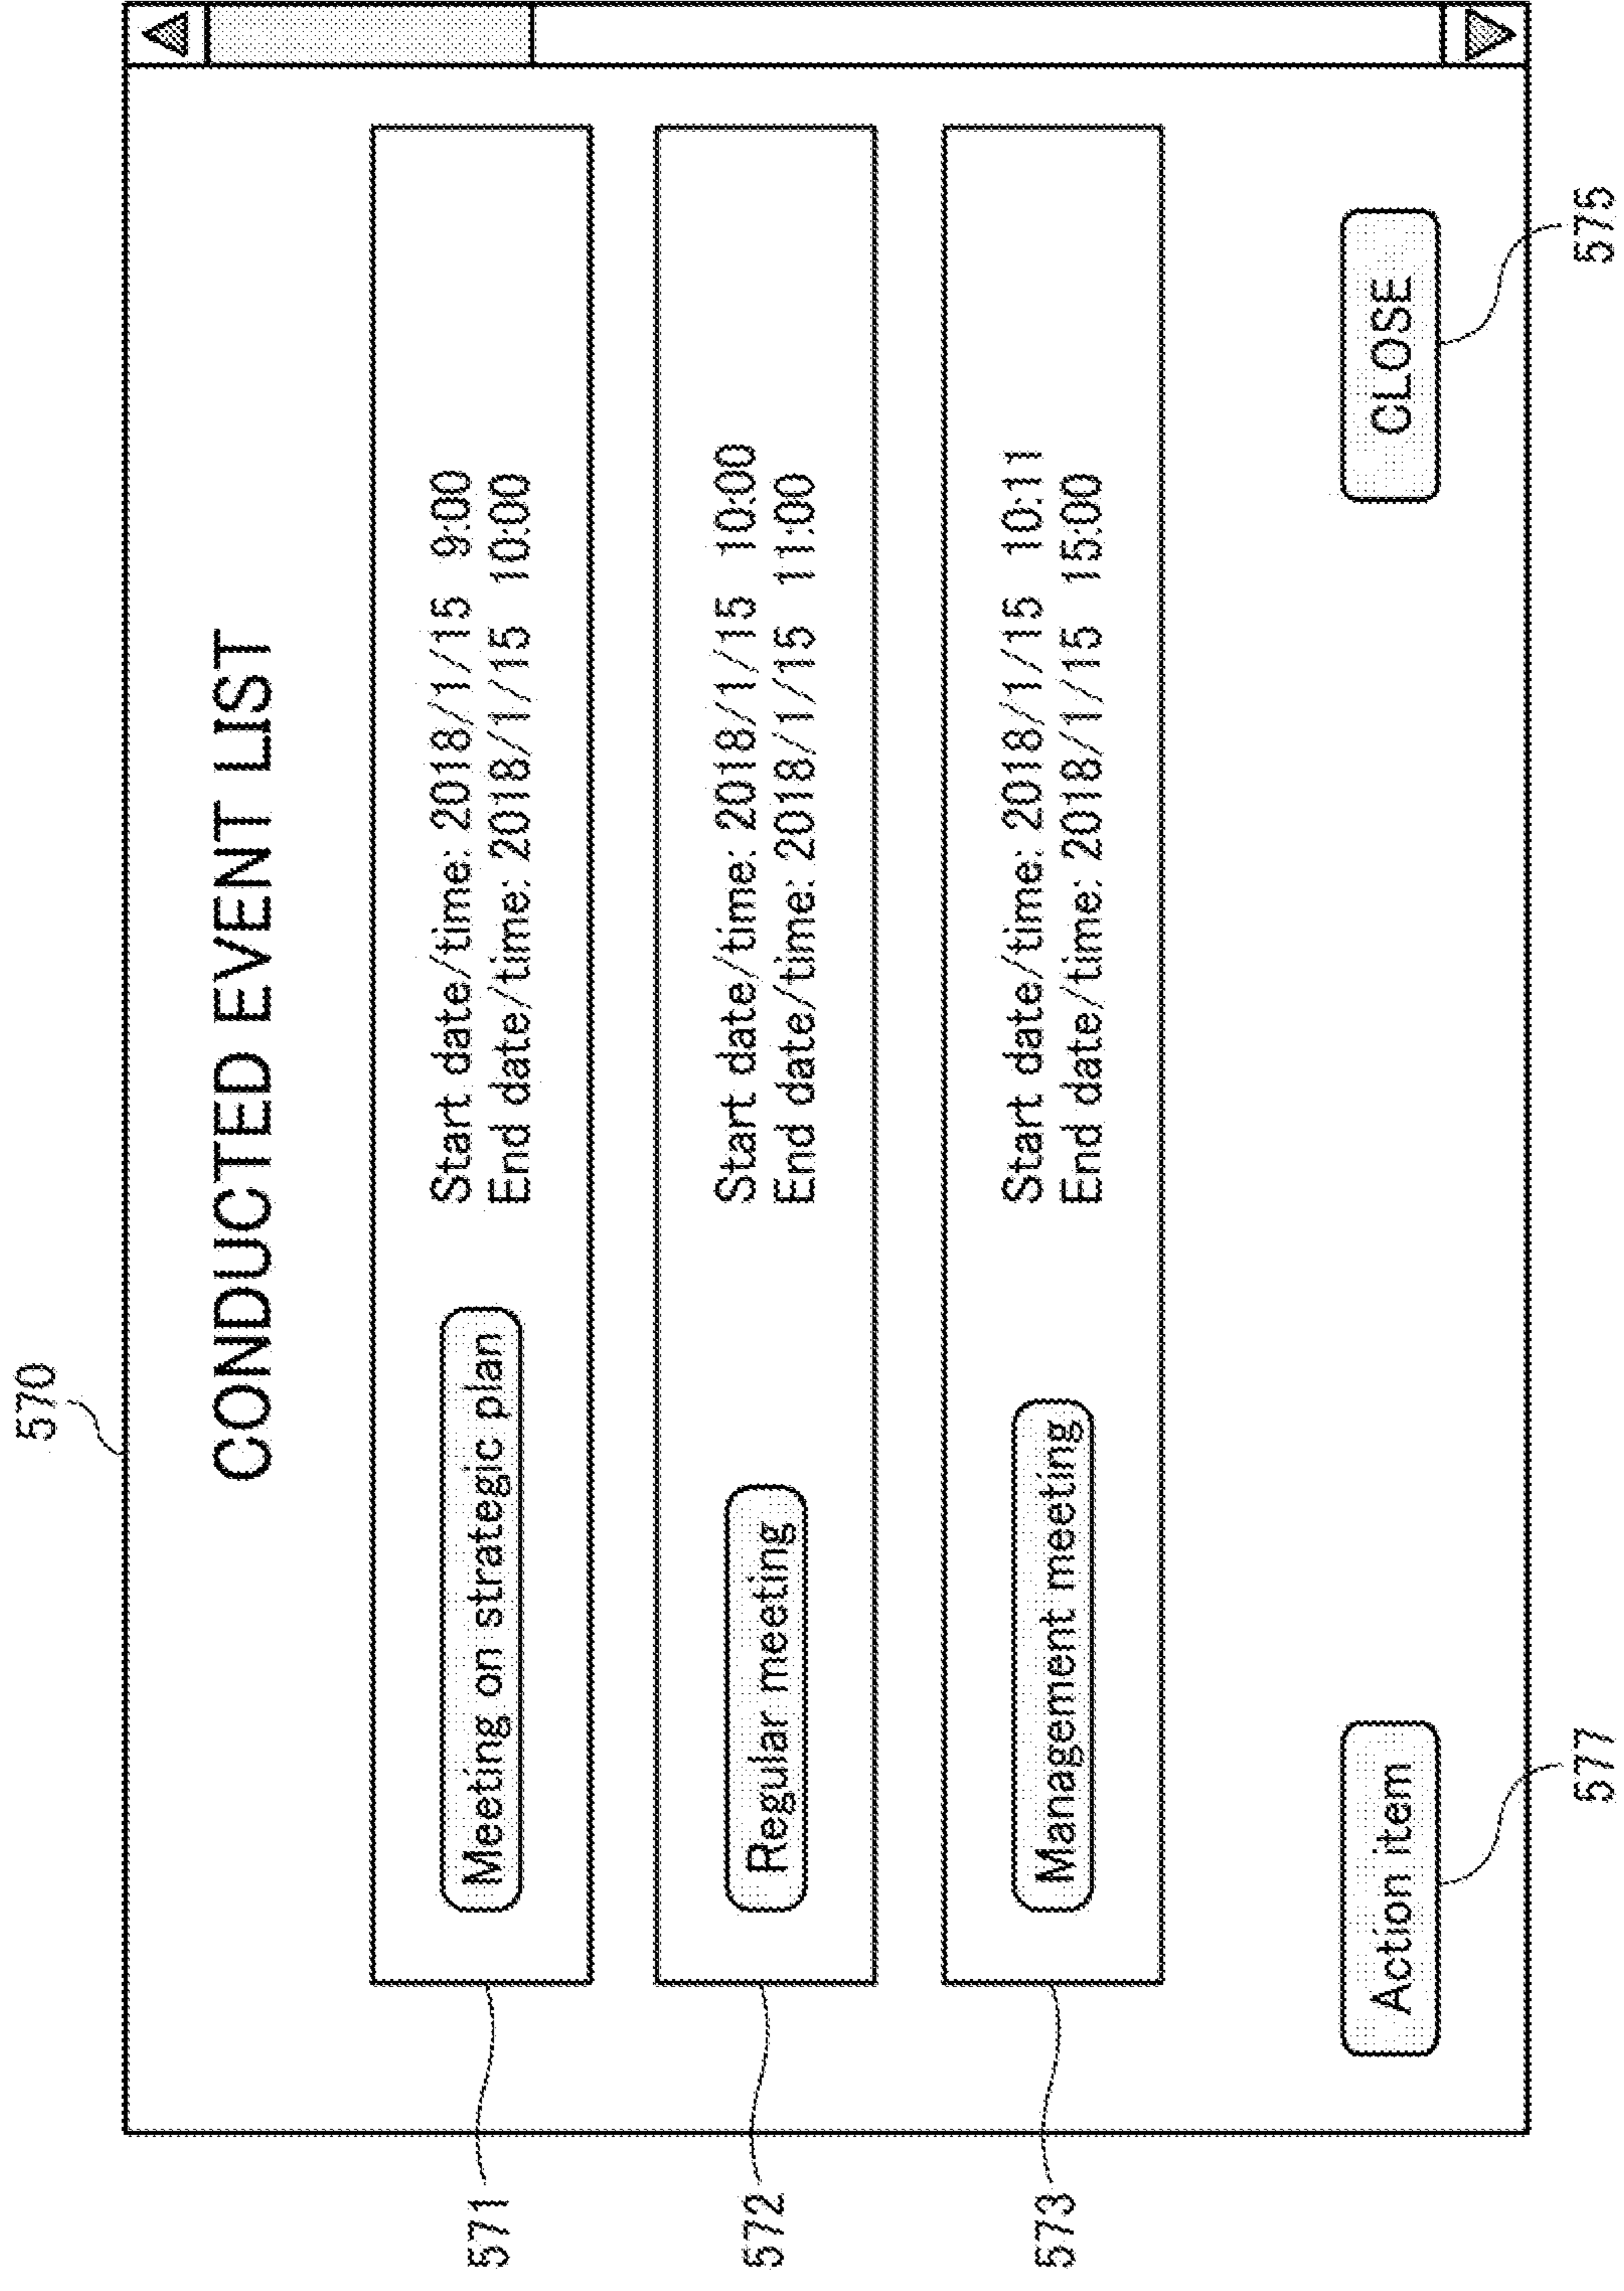 570
CONDUCTED EVENT LIST
571
Meeting on strategic plan
Start date/time: 2018/1/15 9:00
End date/time: 2018/1/15 10:00
572
Regular meeting
Start date/time: 2018/1/15 10:00
End date/time: 2018/1/15 11:00
573
Management meeting
Start date/time: 2018/1/15 10:11
End date/time: 2018/1/15 15:00
Action item
CLOSE
577
575